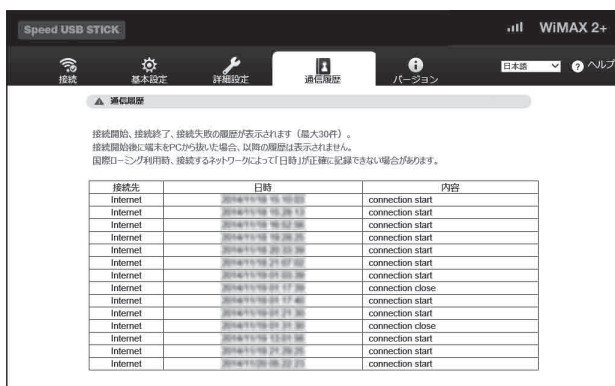 Speed USB STICK
WiMAX 2+
接続
基本設定
詳細設定
通信履歴
バージョン
日本語
? ヘルプ
通信履歴
接続開始、接続終了、接続失敗の履歴が表示されます(最大30件)。
接続開始後に端末をPCから抜いた場合、以降の履歴は表示されません。
国際ローミング利用時、接続するネットワークによって「日時」が正確に記録できない場合があります。
接続先 日時 内容
Internet connection start
Internet connection start
Internet connection start
Internet connection start
Internet connection start
Internet connection start
Internet connection start
Internet connection close
Internet connection start
Internet connection start
Internet connection close
Internet connection start
Internet connection start
Internet connection start